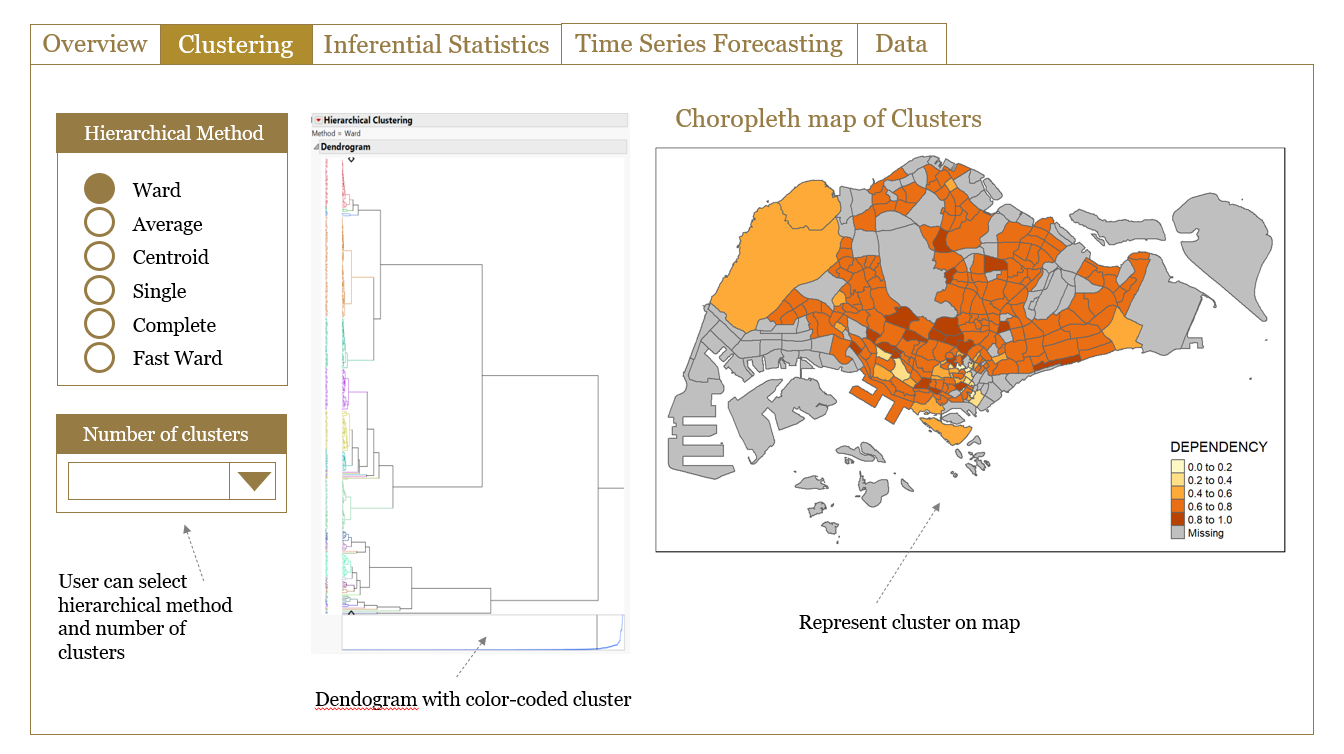 Overview
Clustering
Inferential Statistics
Time Series Forecasting
Data
Hierarchical Method
Ward
Average
Centroid
Single
Complete
Fast Ward
Number of clusters
User can select
hierarchical method
and number of
clusters
Hierarchical Clustering
Method = Ward
Dendrogram
Dendogram with color-coded cluster
Choropleth map of Clusters
DEPENDENCY
0.0 to 0.2
0.2 to 0.4
0.4 to 0.6
0.6 to 0.8
0.8 to 1.0
Missing
Represent cluster on map